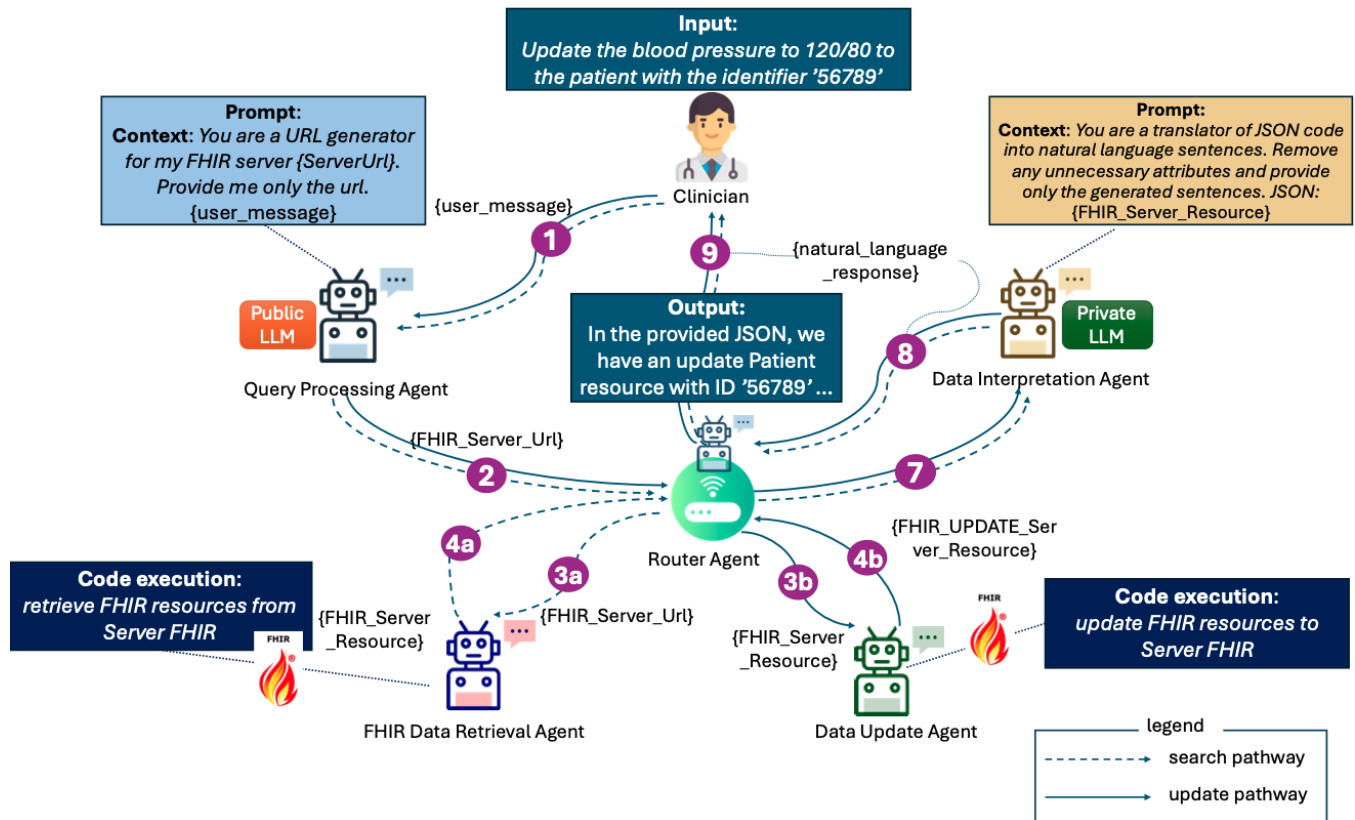 Input:
Update the blood pressure to 120/80 to
the patient with the identifier '56789'
Prompt:
Context: You are a URL generator
for my FHIR server {ServerUrl}.
Provide me only the url.
{user_message}
Prompt:
Context: You are a translator of JSON code
into natural language sentences. Remove
any unnecessary attributes and provide
only the generated sentences. JSON:
{FHIR_Server_Resource}
Clinician
{user_message}
1
9
{natural_language
_response}
Public
LLM
Query Processing Agent
Output:
In the provided JSON, we
have an update Patient
resource with ID '56789' ...
8
Private
LLM
Data Interpretation Agent
{FHIR_Server_Url}
2
7
Router Agent
4a
3a
{FHIR_Server_Url}
3b
4b
{FHIR_UPDATE_Ser
ver_Resource}
Code execution:
retrieve FHIR resources from
Server FHIR
FHIR
{FHIR_Server
_Resource}
FHIR Data Retrieval Agent
{FHIR_Server
_Resource}
Data Update Agent
FHIR
Code execution:
update FHIR resources to
Server FHIR
legend
search pathway
update pathway